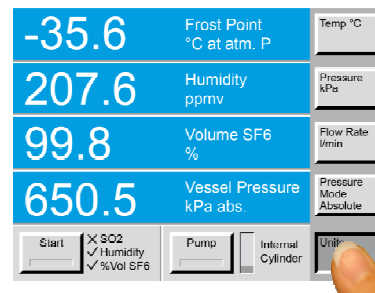 -35.6
Frost Point
°C at atm. P
Temp °C
207.6
Humidity
ppmv
Pressure
kPa
99.8
Volume SF6
%
Flow Rate
l/min
650.5
Vessel Pressure
kPa abs.
Pressure
Mode
Absolute
Start
SO2
Humidity
%Vol SF6
Pump
Internal
Cylinder
Units